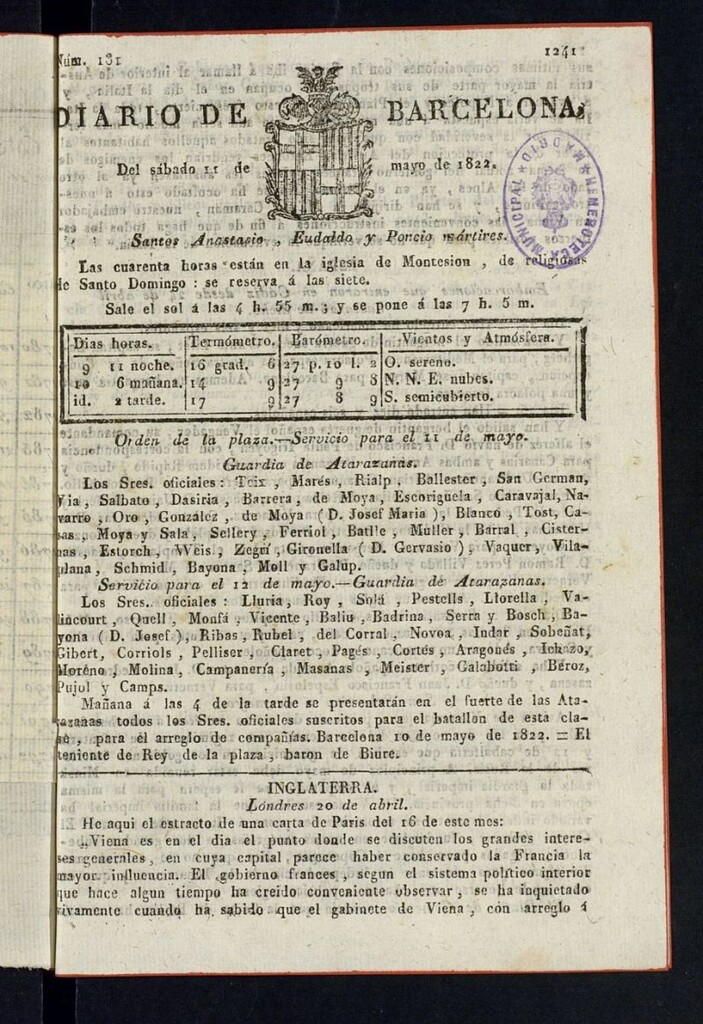 Núm. 131
1241
DIARIO DE BARCELONA,
Del sábado 11 de mayo de 1822.
HEMEROTECA MUNICIPAL
MADRID
Santos Anastasio , Eudaldo y Poncio mártires.
Las cuarenta horas están en la iglesia de Montesion , de religiosas
de Santo Domingo : se reserva á las siete.
Sale el sol á las 4 h. 55 m. ; y se pone á las 7 h. 5 m.
Dias horas. Termómetro. Barómetro. Vientos y Atmósfera.
9 11 noche. 16 grad. 6 27 p. 10 l. 2 O. sereno.
10 6 mañana. 14 9 27 9 8 N. N. E. nubes.
id. 2 tarde. 17 9 27 8 9 S. semicubierto.
Orden de la plaza.—Servicio para el 11 de mayo.
Guardia de Atarazanas.
Los Sres. oficiales : Teix , Marés , Rialp , Ballester , San German,
Via , Salbato , Dasiria , Barrera , de Moya , Escoriguela , Caravajal, Na-
varro , Oro , Gonzalez , de Moya ( D. Josef Maria ) , Blanco , Tost, Ca-
sas , Moya y Sala , Sellery , Ferriol , Batlle , Muller , Barral , Cister-
nas , Estorch , Weis , Zegrí , Gironella ( D. Gervasio ) , Vaquer , Vila-
plana , Schmid , Bayona , Moll y Galup.
Servicio para el 12 de mayo.—Guardia de Atarazanas.
Los Sres. oficiales : Lluria , Roy , Solá , Pestells , Llorella , Va-
lincourt , Quell , Monfá , Vicente , Baliu , Badrina , Serra y Bosch , Ba-
yona ( D. Josef ) , Ribas , Rubel , del Corral , Novoa , Indar , Sobeñat,
Gibert, Corriols , Pelliser , Claret , Pagés , Cortés , Aragonés , Ichazo,
Moreno , Molina , Campanería , Masanas , Meister , Galabotti , Beroz,
Pujol y Camps.
Mañana á las 4 de la tarde se presentarán en el fuerte de las Ata-
razanas todos los Sres. oficiales suscritos para el batallon de esta cla-
se , para el arreglo de compañías. Barcelona 10 de mayo de 1822. = El
teniente de Rey de la plaza , baron de Biure.
INGLATERRA.
Lóndres 20 de abril.
He aqui el estracto de una carta de Paris del 16 de este mes:
„Viena es en el dia el punto donde se discuten los grandes intere-
ses generales , en cuya capital parece haber conservado la Francia la
mayor influencia. El gobierno frances , segun el sistema político interior
que hace algun tiempo ha creido conveniente observar , se ha inquietado
vivamente cuando ha sabido que el gabinete de Viena , con arreglo á